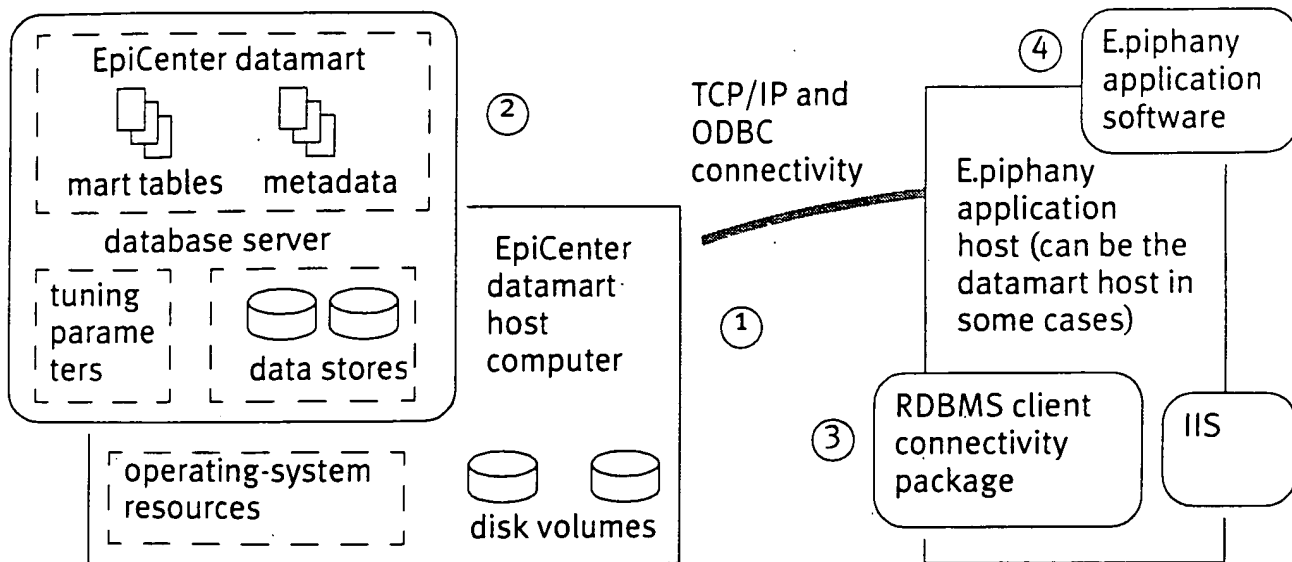 EpiCenter datamart
mart tables
metadata
database server
tuning
parame
ters
data stores
operating-system
resources
2
EpiCenter
datamart
host
computer
disk volumes
TCP/IP and
ODBC
connectivity
1
4
E.piphany
application
software
E.piphany
application
host (can be the
datamart host in
some cases)
3
RDBMS client
connectivity
package
IIS